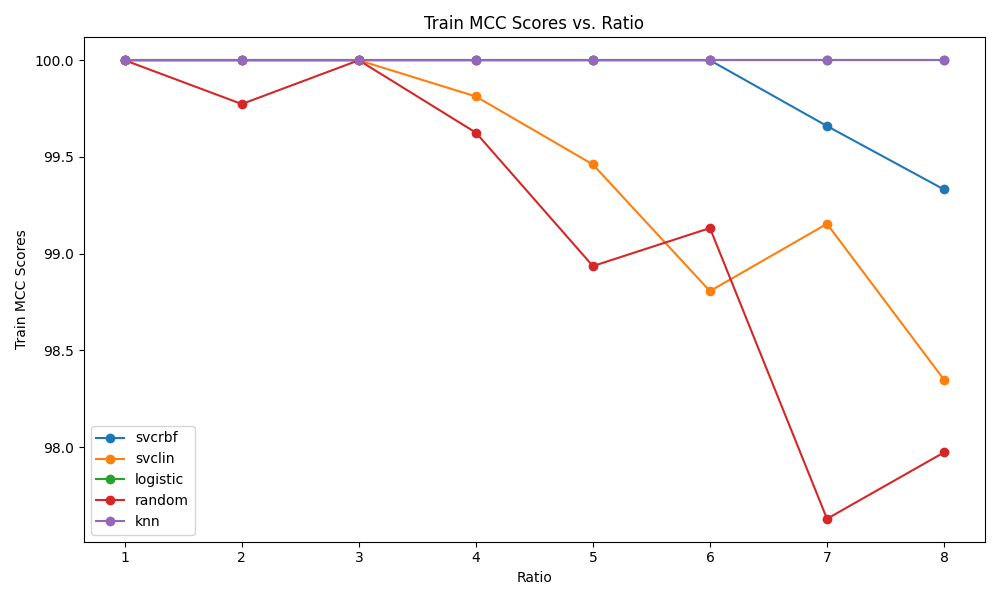 Train MCC Scores vs. Ratio
Train MCC Scores
100.0
99.5
99.0
98.5
98.0
svcrbf
svclin
logistic
random
knn
1 2 3 4 5 6 7 8
Ratio